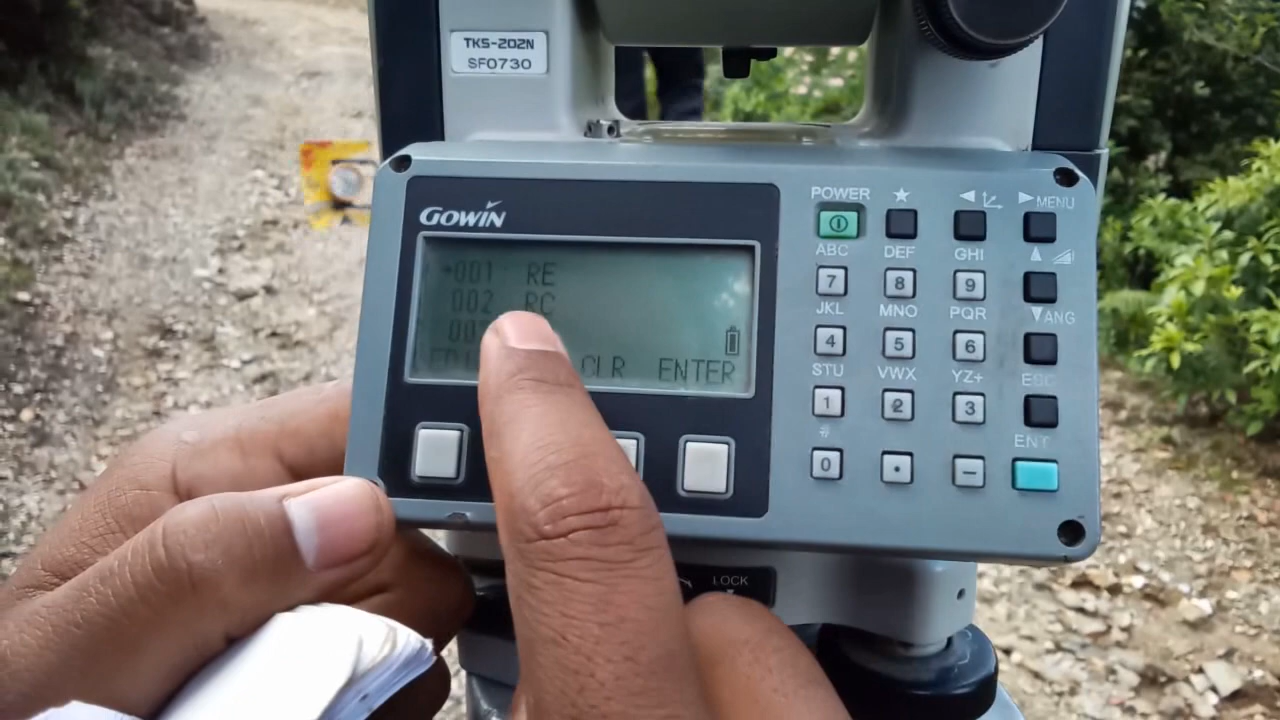 TKS-202N
SF0730
GOWIN
→001 RE
002 RC
CLR ENTER
POWER ★ ◄ ► MENU
ABC DEF GHI ▲
7 8 9
JKL MNO PQR ▼ANG
4 5 6
STU VWX YZ+ ESC
1 2 3
# ENT
0 • −
LOCK